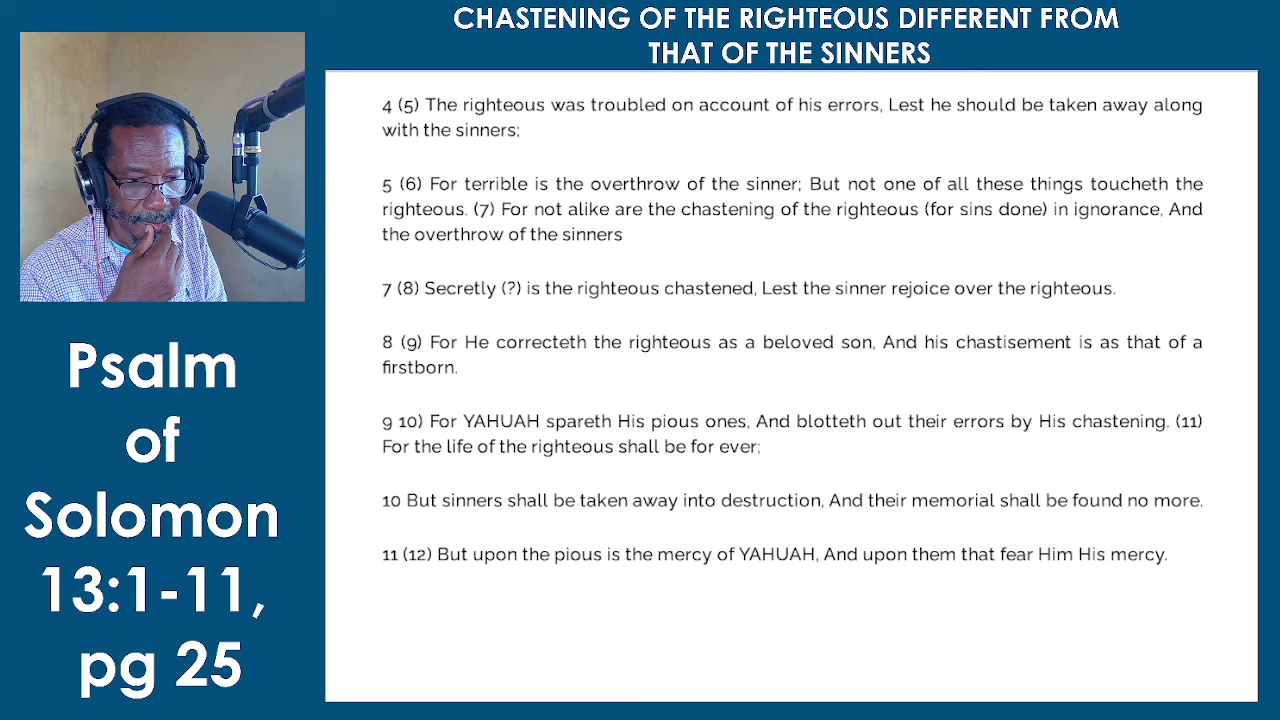 CHASTENING OF THE RIGHTEOUS DIFFERENT FROM
THAT OF THE SINNERS
4 (5) The righteous was troubled on account of his errors, Lest he should be taken away along
with the sinners;
5 (6) For terrible is the overthrow of the sinner; But not one of all these things toucheth the
righteous. (7) For not alike are the chastening of the righteous (for sins done) in ignorance, And
the overthrow of the sinners
7 (8) Secretly (?) is the righteous chastened, Lest the sinner rejoice over the righteous.
8 (9) For He correcteth the righteous as a beloved son, And his chastisement is as that of a
firstborn.
9 10) For YAHUAH spareth His pious ones, And blotteth out their errors by His chastening. (11)
For the life of the righteous shall be for ever;
10 But sinners shall be taken away into destruction, And their memorial shall be found no more.
11 (12) But upon the pious is the mercy of YAHUAH, And upon them that fear Him His mercy.
Psalm
of
Solomon
13:1-11,
pg 25